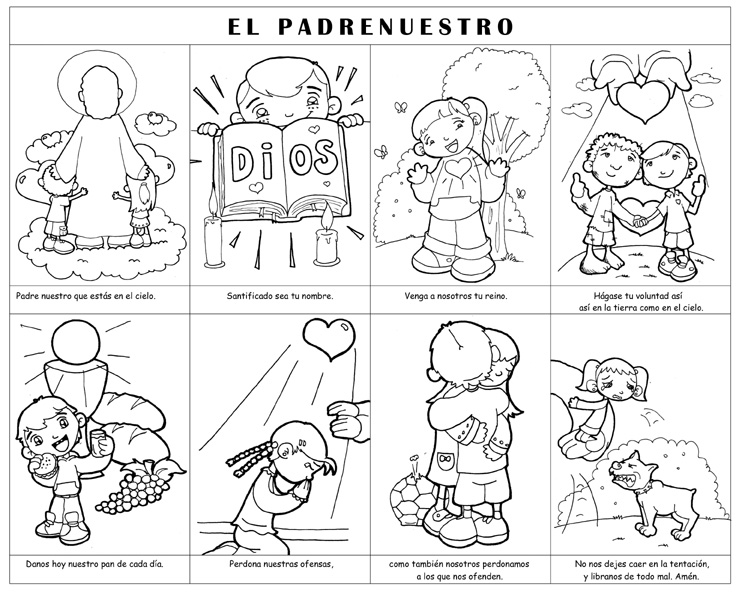 EL PADRENUESTRO
DiOS
Padre nuestro que estás en el cielo.
Santificado sea tu nombre.
Venga a nosotros tu reino.
Hágase tu voluntad así
así en la tierra como en el cielo.
Danos hoy nuestro pan de cada día.
Perdona nuestras ofensas,
como también nosotros perdonamos
a los que nos ofenden.
No nos dejes caer en la tentación,
y libranos de todo mal. Amén.